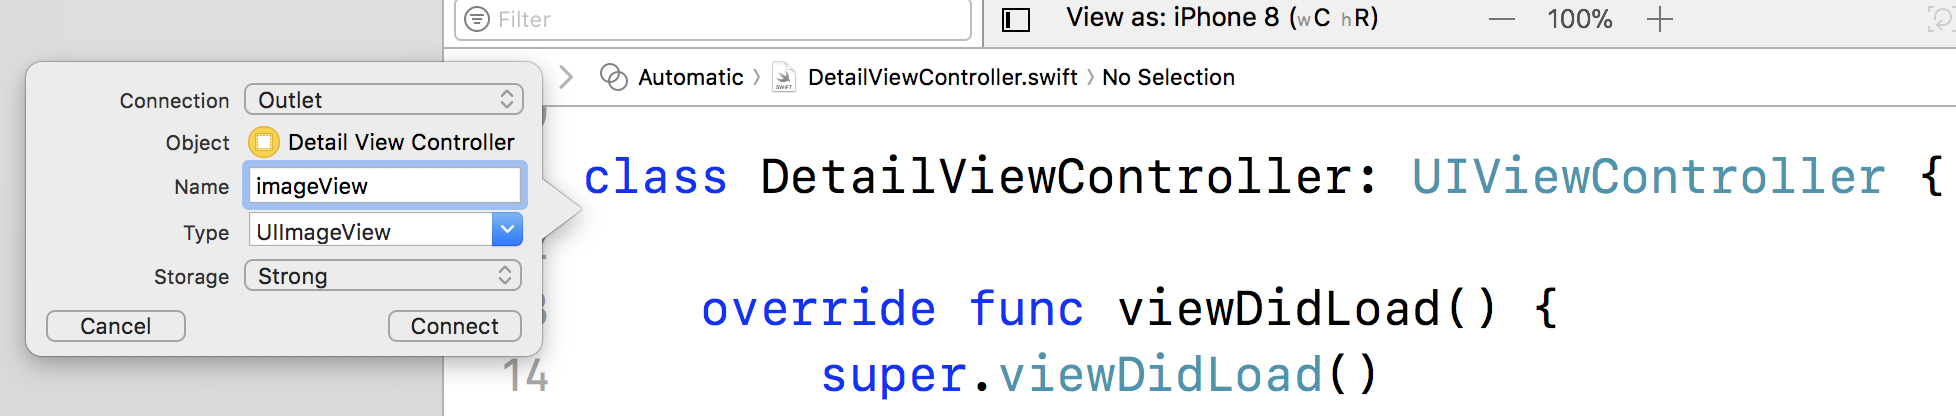 Filter
View as: iPhone 8 (wC hR)
100%
Automatic
DetailViewController.swift
No Selection
Connection Outlet
Object Detail View Controller
Name imageView
Type UIImageView
Storage Strong
Cancel Connect
class DetailViewController: UIViewController {
override func viewDidLoad() {
14 super.viewDidLoad()
SWIFT